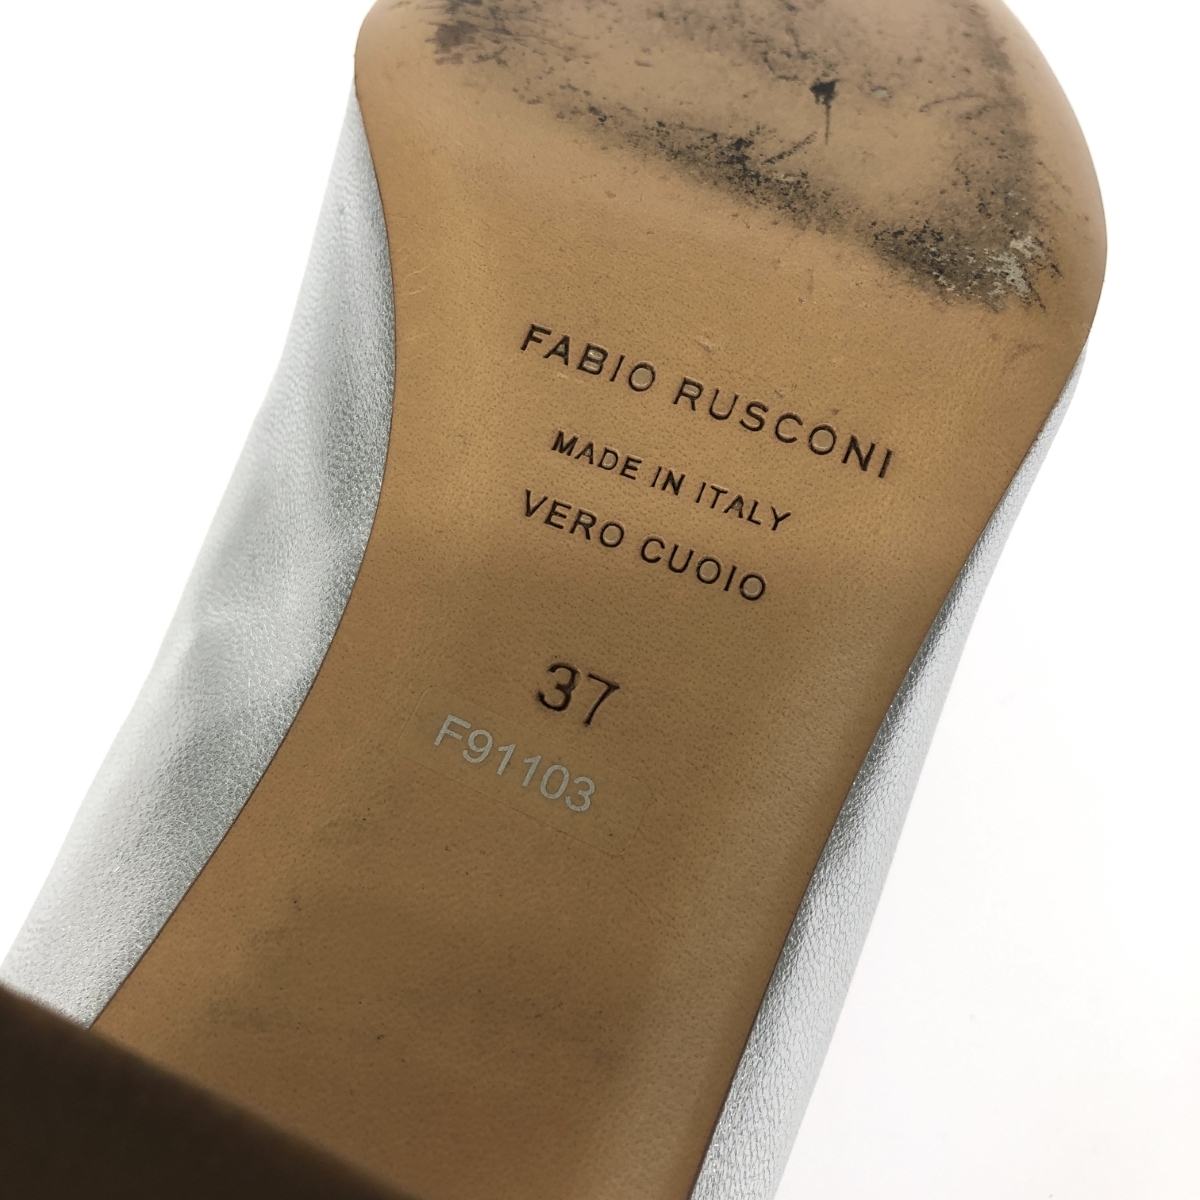 FABIO RUSCONI
MADE IN ITALY
VERO CUOIO
37
F91103